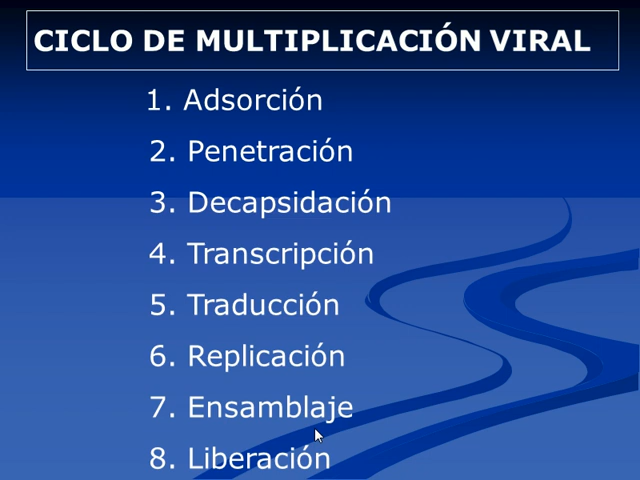 CICLO DE MULTIPLICACIÓN VIRAL
1. Adsorción
2. Penetración
3. Decapsidación
4. Transcripción
5. Traducción
6. Replicación
7. Ensamblaje
8. Liberación